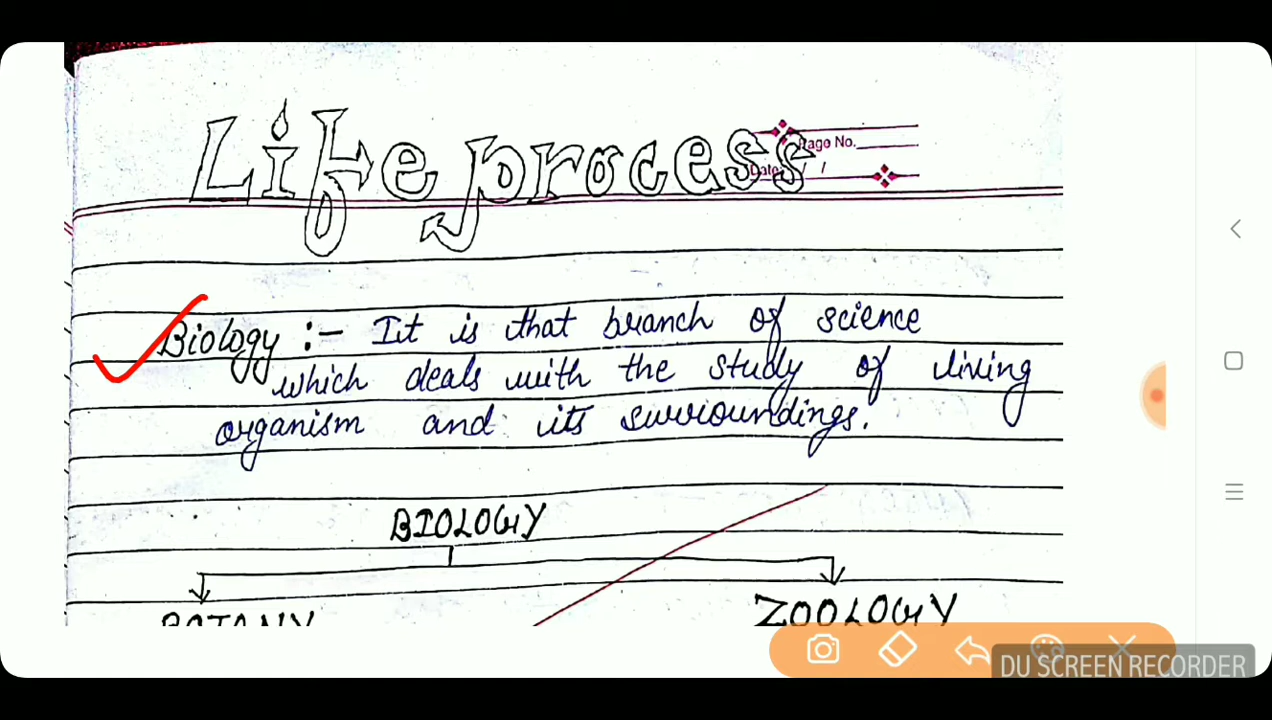 Life process
Page No.
Date / /
Biology :- It is that branch of science
which deals with the study of living
organism and its surroundings.
BIOLOGY
BOTANY
ZOOLOGY
DU SCREEN RECORDER